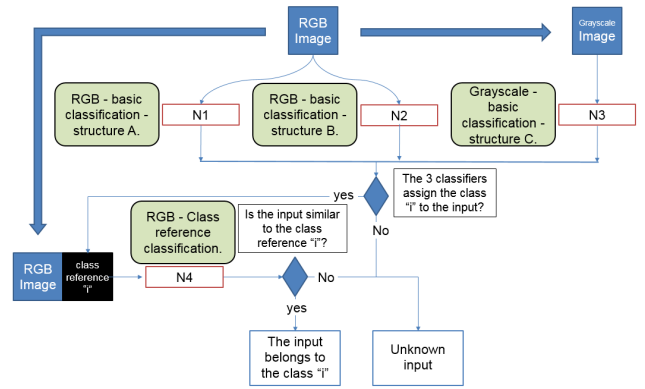 RGB
Image
Grayscale
Image
RGB - basic
classification -
structure A.
N1
RGB - basic
classification -
structure B.
N2
Grayscale -
basic
classification -
structure C.
N3
The 3 classifiers
assign the class
“i” to the input?
yes
No
RGB - Class
reference
classification.
Is the input similar
to the class
reference “i”?
RGB
Image
class
reference
“i”
N4
No
yes
The input
belongs to
the class “i”
Unknown
input